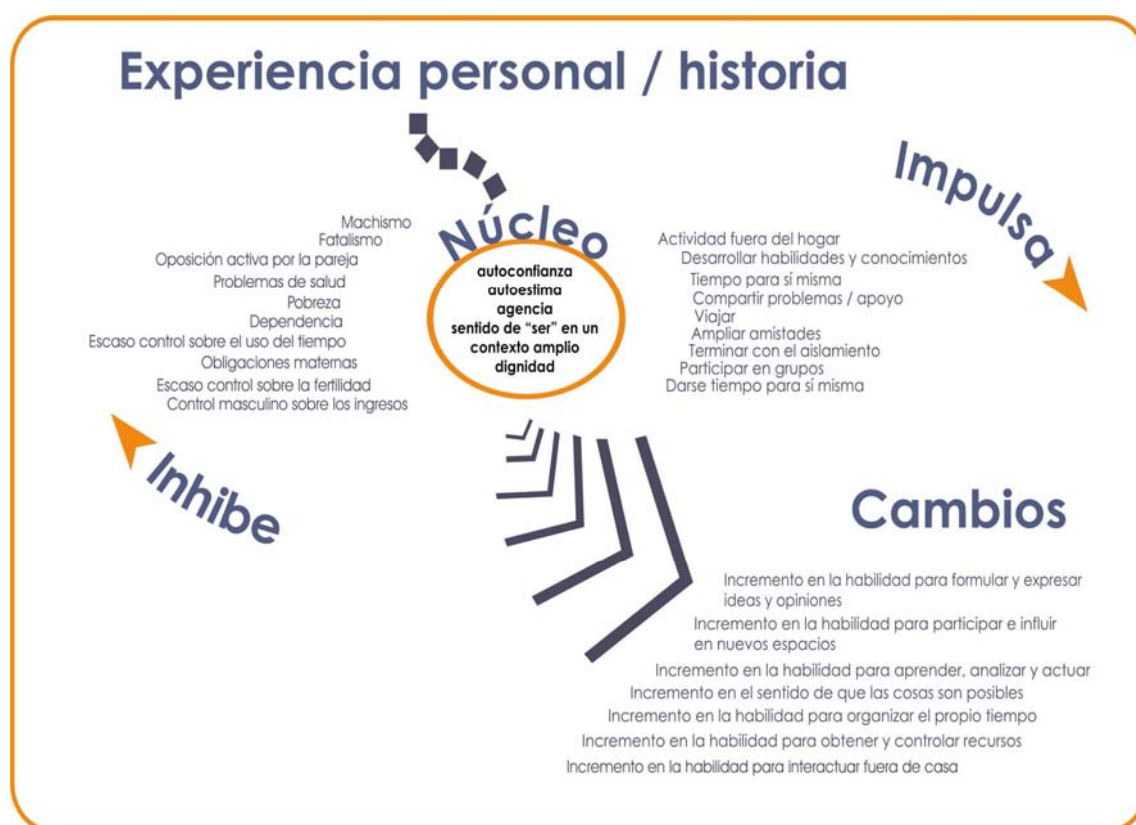 Experiencia personal / historia
Impulsa
Núcleo
autoconfianza
autoestima
agencia
sentido de "ser" en un
contexto amplio
dignidad
Machismo
Fatalismo
Oposición activa por la pareja
Problemas de salud
Pobreza
Dependencia
Escaso control sobre el uso del tiempo
Obligaciones maternas
Escaso control sobre la fertilidad
Control masculino sobre los ingresos
Inhibe
Actividad fuera del hogar
Desarrollar habilidades y conocimientos
Tiempo para sí misma
Compartir problemas / apoyo
Viajar
Ampliar amistades
Terminar con el aislamiento
Participar en grupos
Darse tiempo para sí misma
Cambios
Incremento en la habilidad para formular y expresar
ideas y opiniones
Incremento en la habilidad para participar e influir
en nuevos espacios
Incremento en la habilidad para aprender, analizar y actuar
Incremento en el sentido de que las cosas son posibles
Incremento en la habilidad para organizar el propio tiempo
Incremento en la habilidad para obtener y controlar recursos
Incremento en la habilidad para interactuar fuera de casa